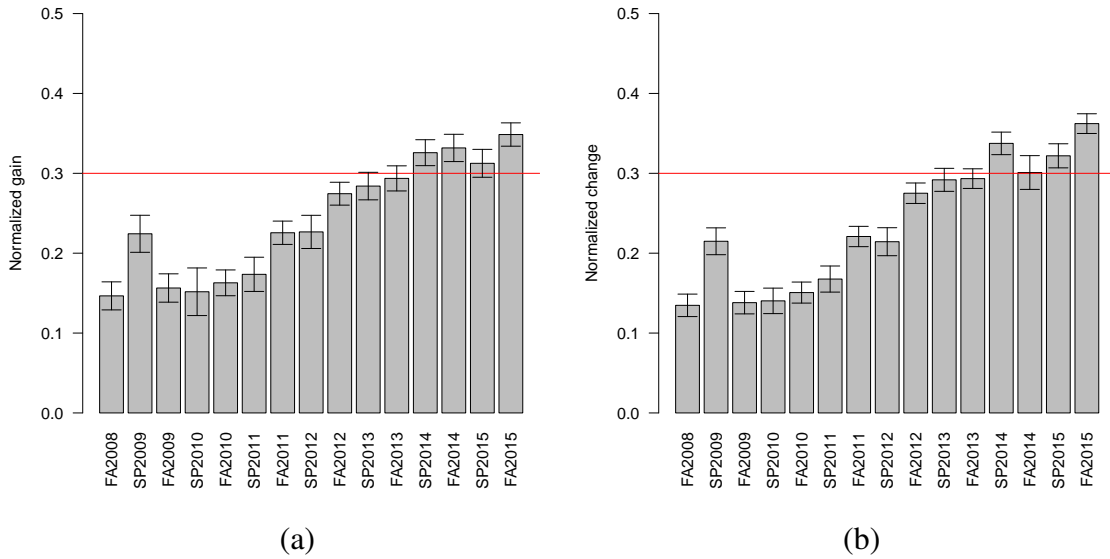 Normalized gain
0.5
0.4
0.3
0.2
0.1
0.0
FA2008
SP2009
FA2009
SP2010
FA2010
SP2011
FA2011
SP2012
FA2012
SP2013
FA2013
SP2014
FA2014
SP2015
FA2015
(a)
Normalized change
0.5
0.4
0.3
0.2
0.1
0.0
FA2008
SP2009
FA2009
SP2010
FA2010
SP2011
FA2011
SP2012
FA2012
SP2013
FA2013
SP2014
FA2014
SP2015
FA2015
(b)